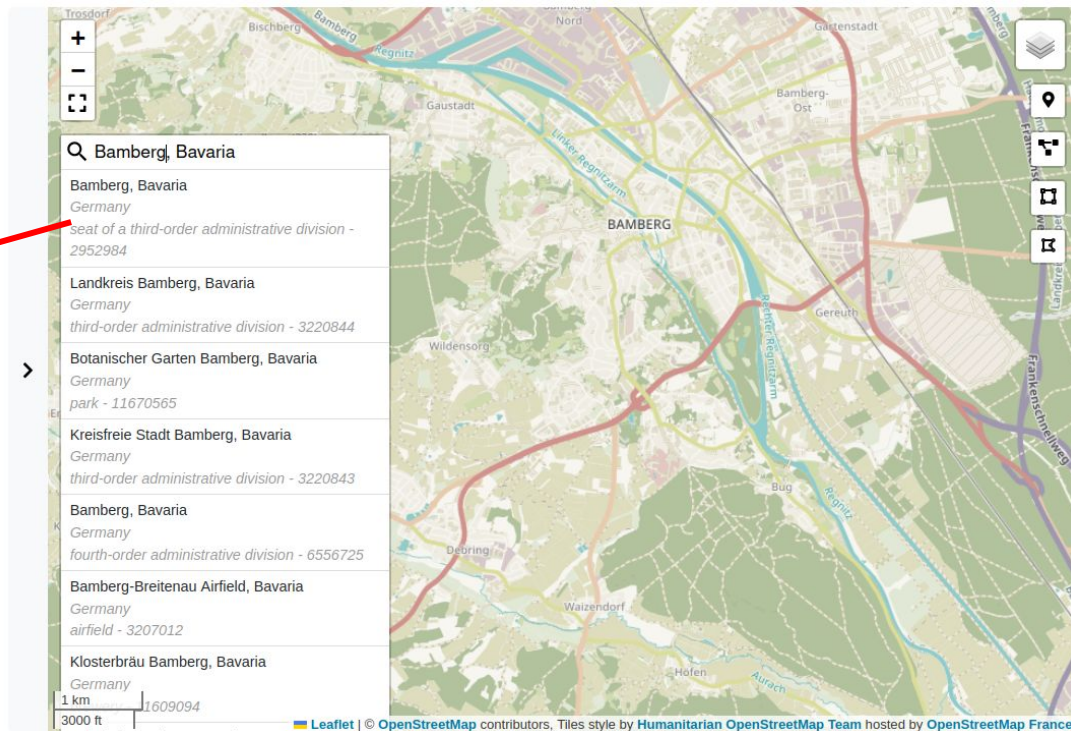 Trosdorf
Bischberg
Bamberg
Regnitz
Nord
Gartenstadt
Gaustadt
Bamberg-
Ost
Linker Regnitzarm
+
−
Bamberg, Bavaria
Bamberg, Bavaria
Germany
seat of a third-order administrative division -
2952984
Landkreis Bamberg, Bavaria
Germany
third-order administrative division - 3220844
Botanischer Garten Bamberg, Bavaria
Germany
park - 11670565
Kreisfreie Stadt Bamberg, Bavaria
Germany
third-order administrative division - 3220843
Bamberg, Bavaria
Germany
fourth-order administrative division - 6556725
Bamberg-Breitenau Airfield, Bavaria
Germany
airfield - 3207012
Klosterbräu Bamberg, Bavaria
Germany
1 km
3000 ft
BAMBERG
Rechter Regnitzarm
Gereuth
Wildensorg
Frankenschnellweg
Bug
Regnitz
Debring
Waizendorf
Höfen
Aurach
Leaflet | © OpenStreetMap contributors, Tiles style by Humanitarian OpenStreetMap Team hosted by OpenStreetMap France